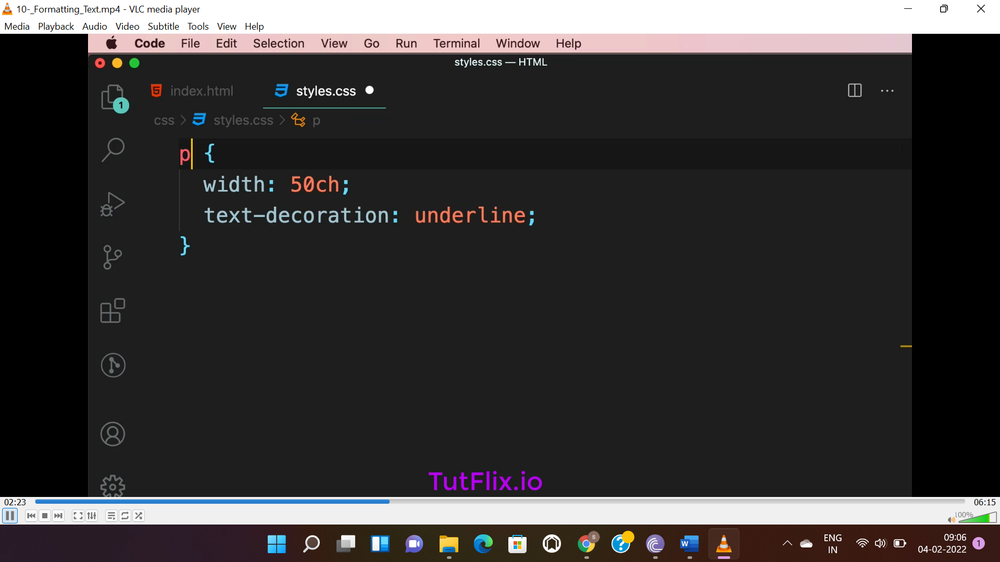 10-_Formatting_Text.mp4 - VLC media player
Media Playback Audio Video Subtitle Tools View Help
Code File Edit Selection View Go Run Terminal Window Help
styles.css — HTML
index.html styles.css
1
css > styles.css > p
p {
width: 50ch;
text-decoration: underline;
}
TutFlix.io
02:23 06:15
100%
ENG
IN
09:06
04-02-2022
1